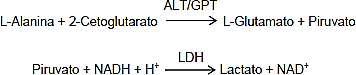 ALT/GPT
L-Alanina + 2-Cetoglutarato → L-Glutamato + Piruvato
LDH
Piruvato + NADH + H⁺ → Lactato + NAD⁺